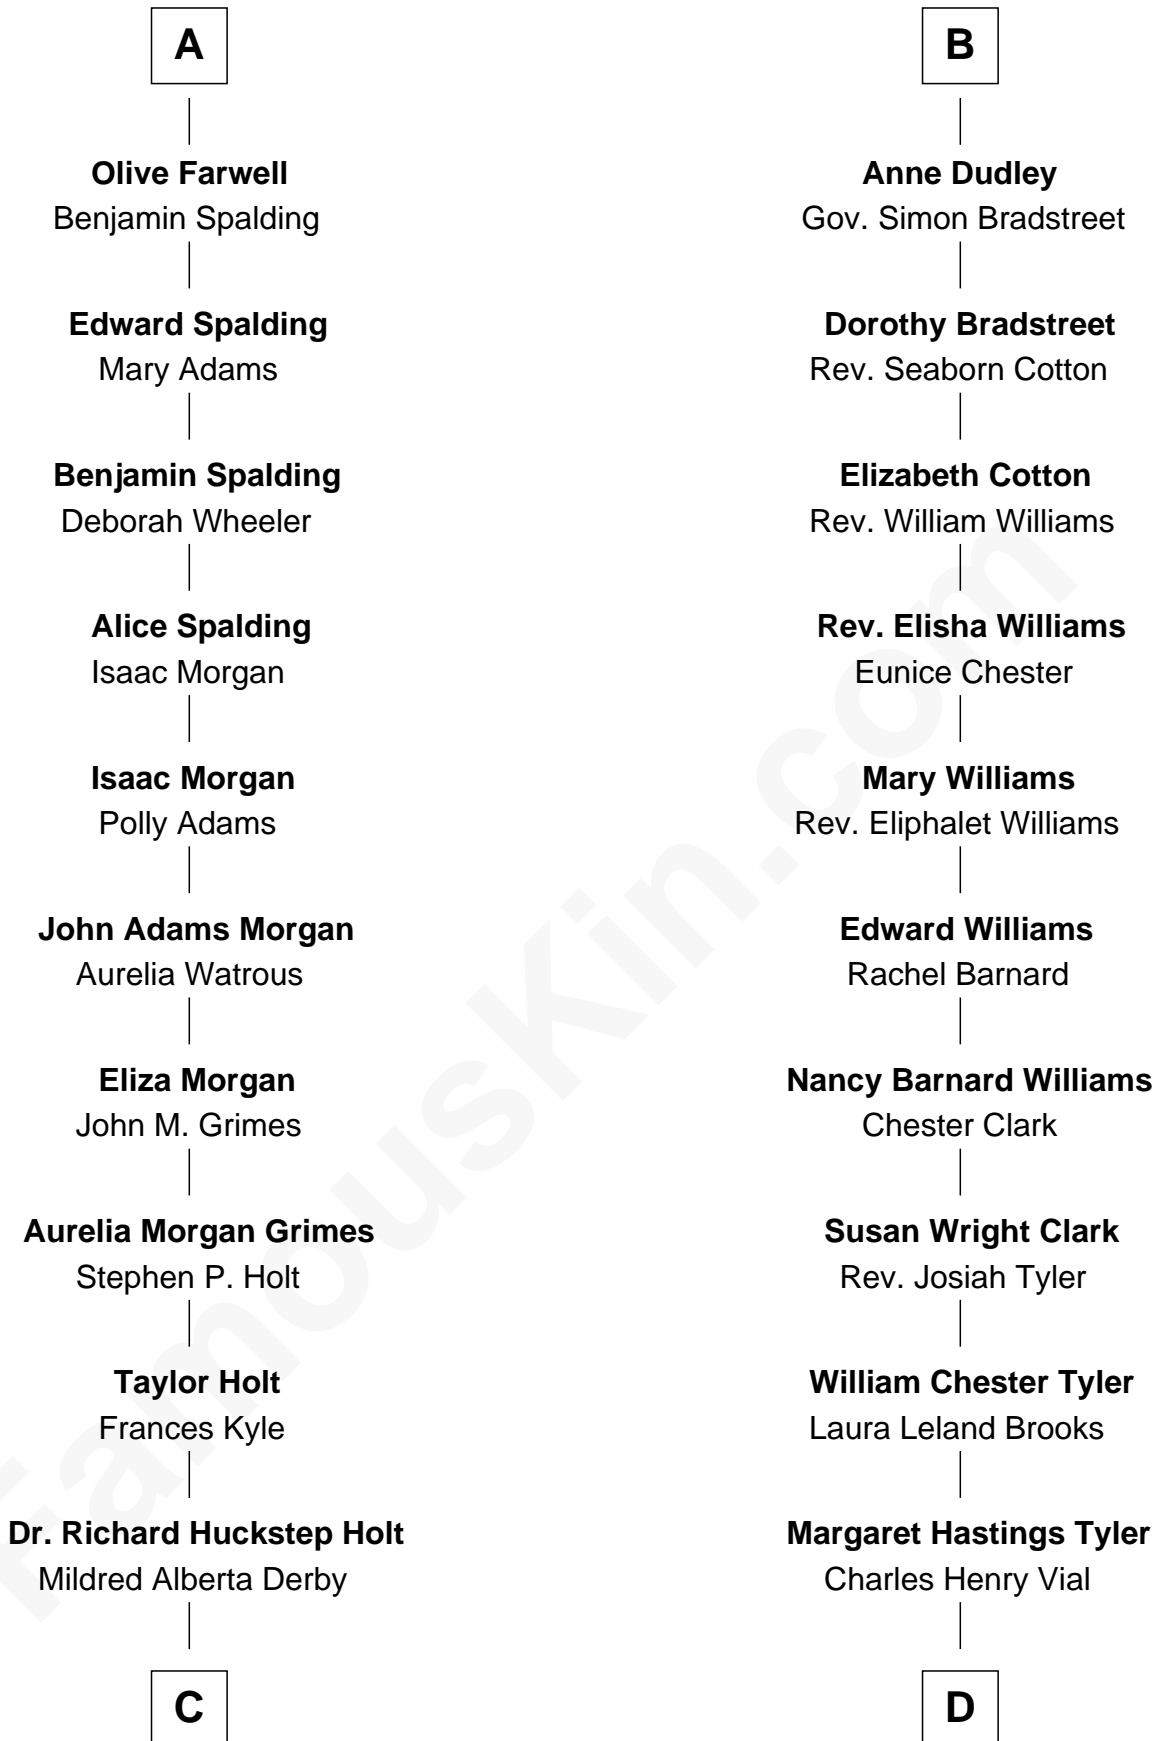 A
Olive Farwell
Benjamin Spalding
Edward Spalding
Mary Adams
Benjamin Spalding
Deborah Wheeler
Alice Spalding
Isaac Morgan
Isaac Morgan
Polly Adams
John Adams Morgan
Aurelia Watrous
Eliza Morgan
John M. Grimes
Aurelia Morgan Grimes
Stephen P. Holt
Taylor Holt
Frances Kyle
Dr. Richard Huckstep Holt
Mildred Alberta Derby
C
B
Anne Dudley
Gov. Simon Bradstreet
Dorothy Bradstreet
Rev. Seaborn Cotton
Elizabeth Cotton
Rev. William Williams
Rev. Elisha Williams
Eunice Chester
Mary Williams
Rev. Eliphalet Williams
Edward Williams
Rachel Barnard
Nancy Barnard Williams
Chester Clark
Susan Wright Clark
Rev. Josiah Tyler
William Chester Tyler
Laura Leland Brooks
Margaret Hastings Tyler
Charles Henry Vial
D
FamousKin.com